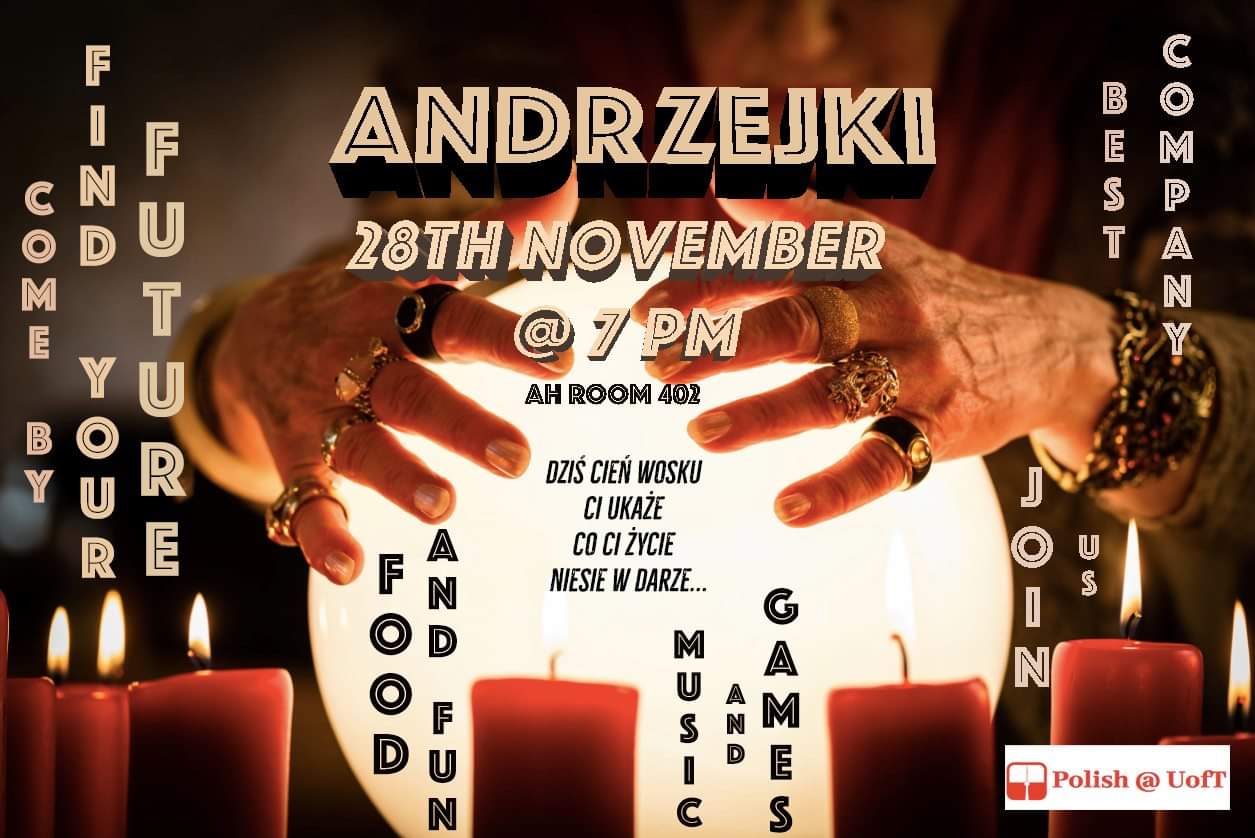 ANDRZEJKI
28TH NOVEMBER
@ 7 PM
AH ROOM 402
COME BY
FIND YOUR
FUTURE
BEST
COMPANY
DZIŚ CIEŃ WOSKU
CI UKAŻE
CO CI ŻYCIE
NIESIE W DARZE...
FOOD
AND FUN
MUSIC
AND
GAMES
JOIN
US
Polish @ UofT